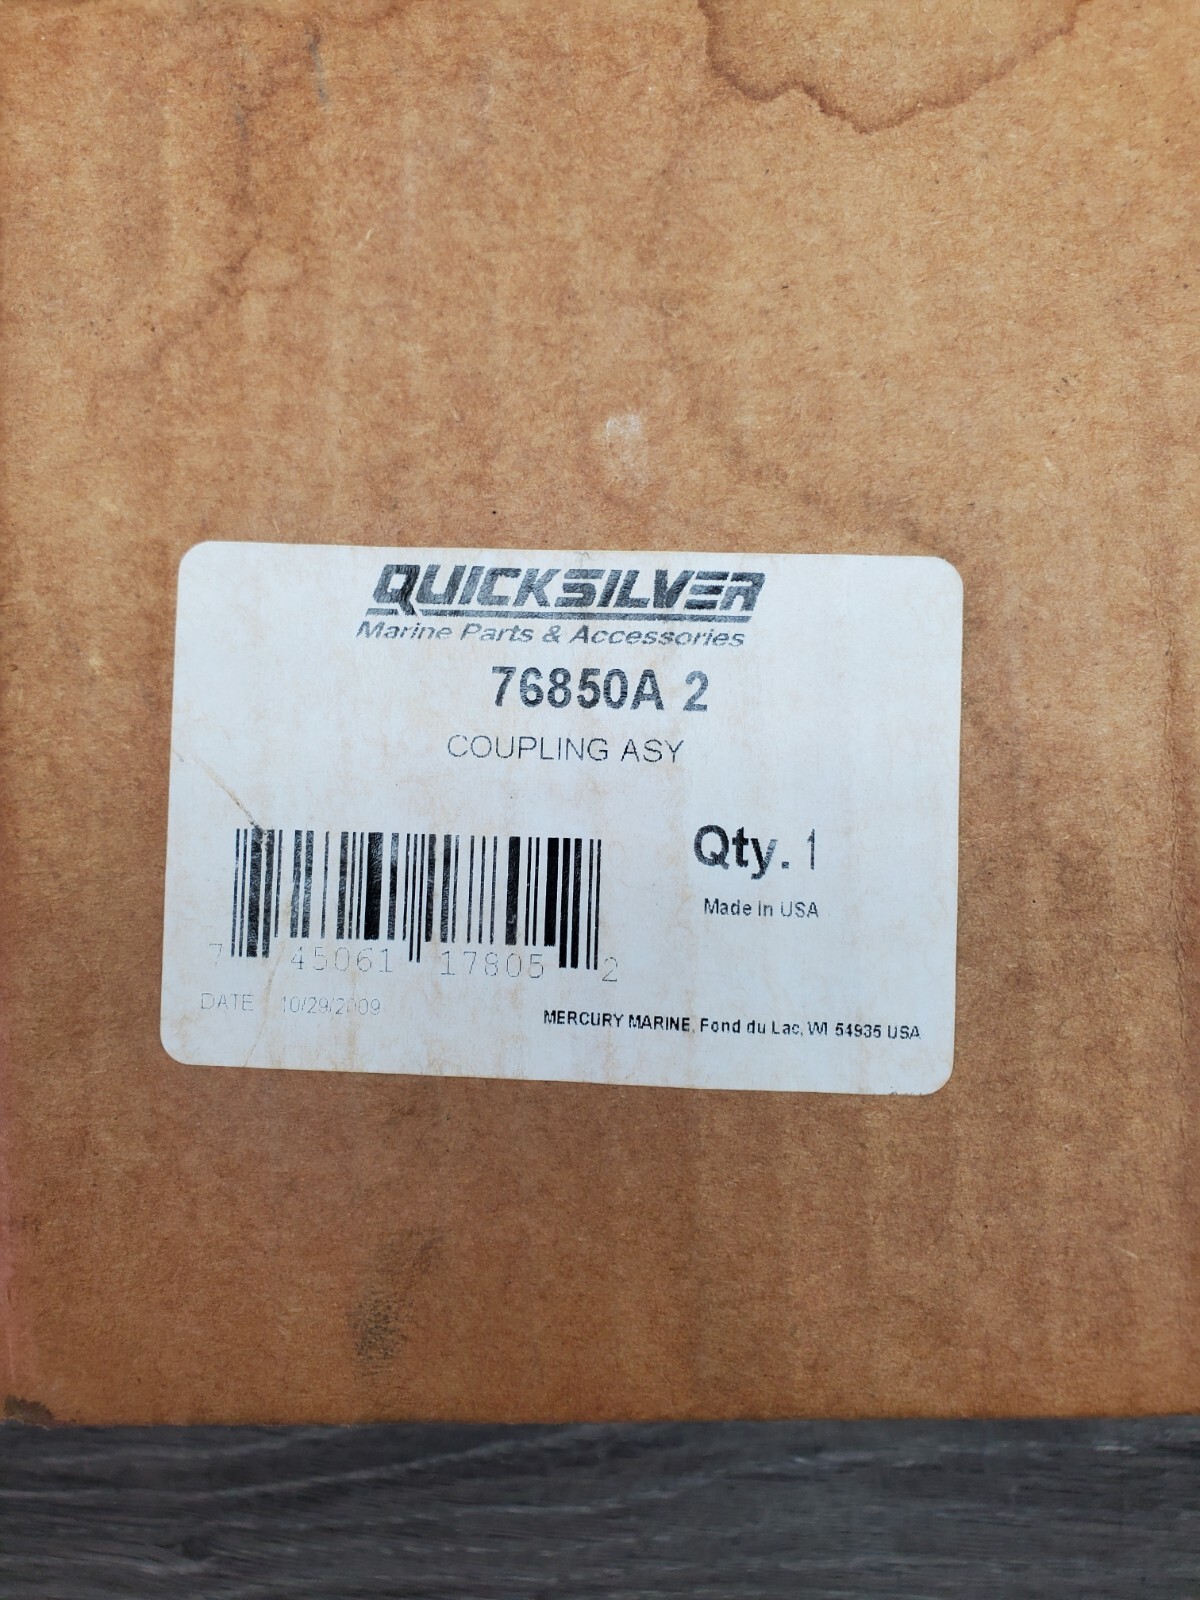 QUICKSILVER
Marine Parts & Accessories
76850A 2
COUPLING ASY
Qty. 1
Made in USA
7 45061 17805 2
DATE 10/29/2009
MERCURY MARINE, Fond du Lac, WI 54935 USA